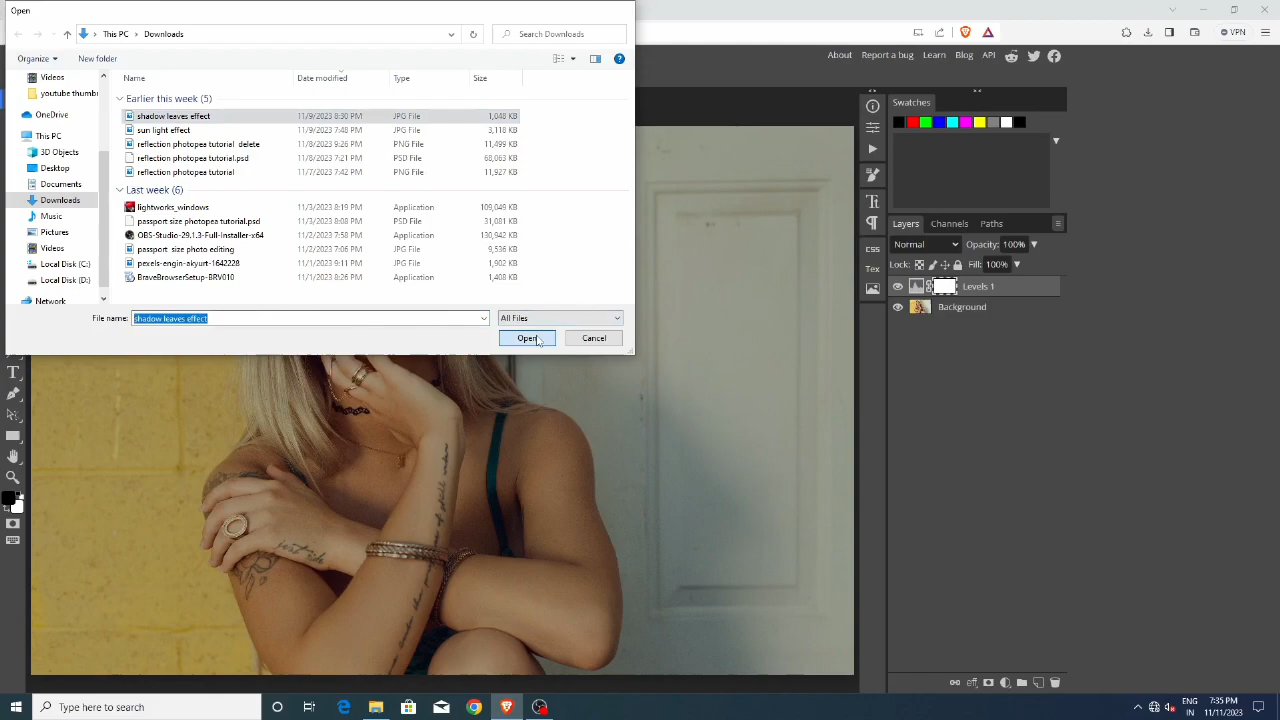 Open
This PC
Downloads
Search Downloads
VPN
Organize
New folder
About Report a bug Learn Blog API
Videos
youtube thumb
OneDrive
This PC
3D Objects
Desktop
Documents
Downloads
Music
Pictures
Videos
Local Disk (C:)
Local Disk (D:)
Network
Name Date modified Type Size
Earlier this week (5)
shadow leaves effect 11/9/2023 8:30 PM JPG File 1,048 KB
sun light effect 11/9/2023 7:48 PM JPG File 3,118 KB
reflection photopea tutorial delete 11/8/2023 9:26 PM PNG File 11,499 KB
reflection photopea tutorial.psd 11/8/2023 7:21 PM PSD File 68,063 KB
reflection photopea tutorial 11/7/2023 7:42 PM JPG File 11,927 KB
Last week (6)
lightworks_windows 11/3/2023 8:19 PM Application 109,049 KB
passport size photopea tutorial.psd 11/2/2023 9:21 PM PSD File 31,081 KB
OBS-Studio-29.1.3-Full-Installer-x64 11/2/2023 7:58 PM Application 130,942 KB
passport size photo editing 11/2/2023 7:06 PM JPG File 9,536 KB
pexels-engin-akyurt-1642228 11/1/2023 9:11 PM JPG File 1,902 KB
BraveBrowserSetup-BRV010 11/1/2023 8:26 PM Application 1,408 KB
File name: shadow leaves effect All Files
Open Cancel
Swatches
CSS
Tex
Layers Channels Paths
Normal Opacity: 100%
Lock: Fill: 100%
Levels 1
Background
Type here to search
ENG
IN
7:35 PM
11/11/2023